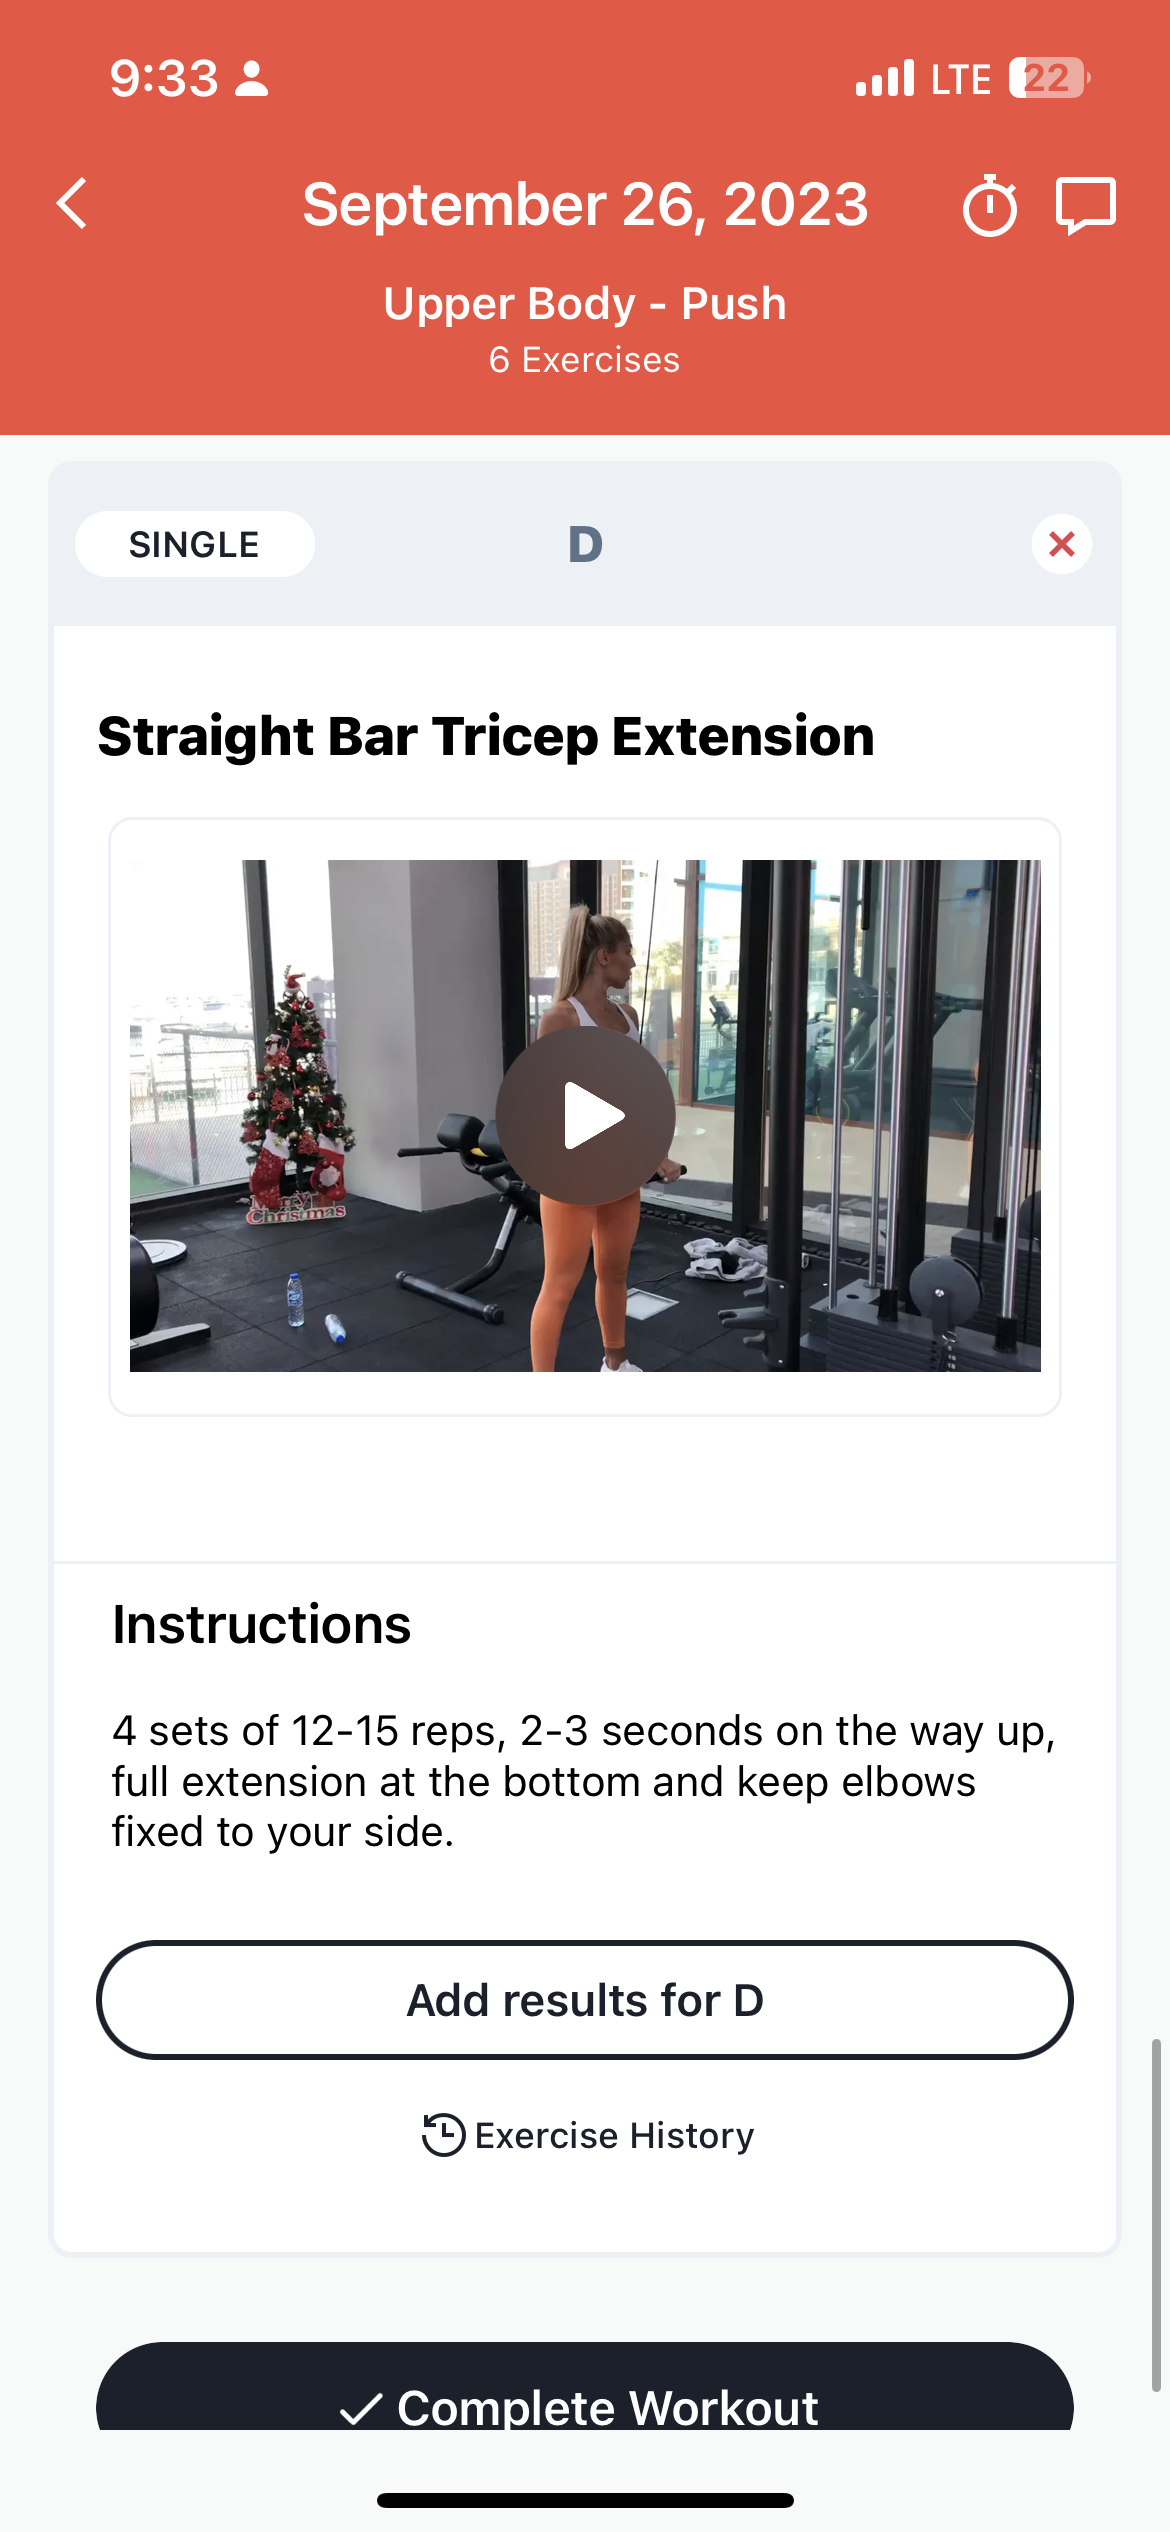 9:33
LTE 22
September 26, 2023
Upper Body - Push
6 Exercises
SINGLE
D
Straight Bar Tricep Extension
Merry
Christmas
Instructions
4 sets of 12-15 reps, 2-3 seconds on the way up,
full extension at the bottom and keep elbows
fixed to your side.
Add results for D
Exercise History
Complete Workout